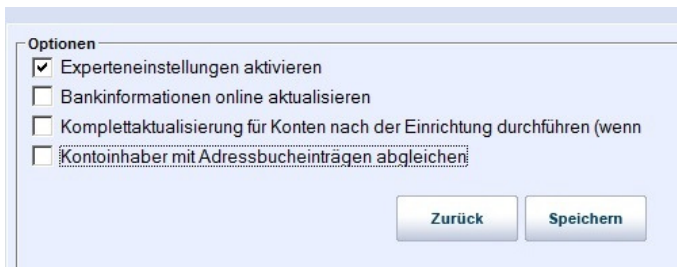 Optionen
Experteneinstellungen aktivieren
Bankinformationen online aktualisieren
Komplettaktualisierung für Konten nach der Einrichtung durchführen (wenn
Kontoinhaber mit Adressbucheinträgen abgleichen
Zurück Speichern